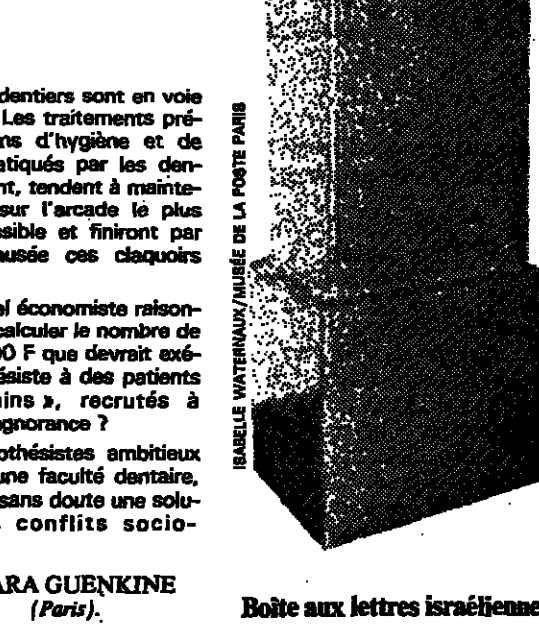 dentiers sont en voie
Les traitements pré-
ns d'hygiène et de
atiqués par les den-
nt, tendent à mainte-
sur l'arcade le plus
sible et finiront par
usée ces claquoirs
el économiste raison-
calculer le nombre de
00 F que devrait exé-
ésiste à des patients
ains », recrutés à
gnorance ?
othésistes ambitieux
une faculté dentaire,
sans doute une solu-
conflits socio-
ARA GUENKINE
(Paris).
ISABELLE WATERNAUX/MUSÉE DE LA POSTE PARIS
Boîte aux lettres israélienne